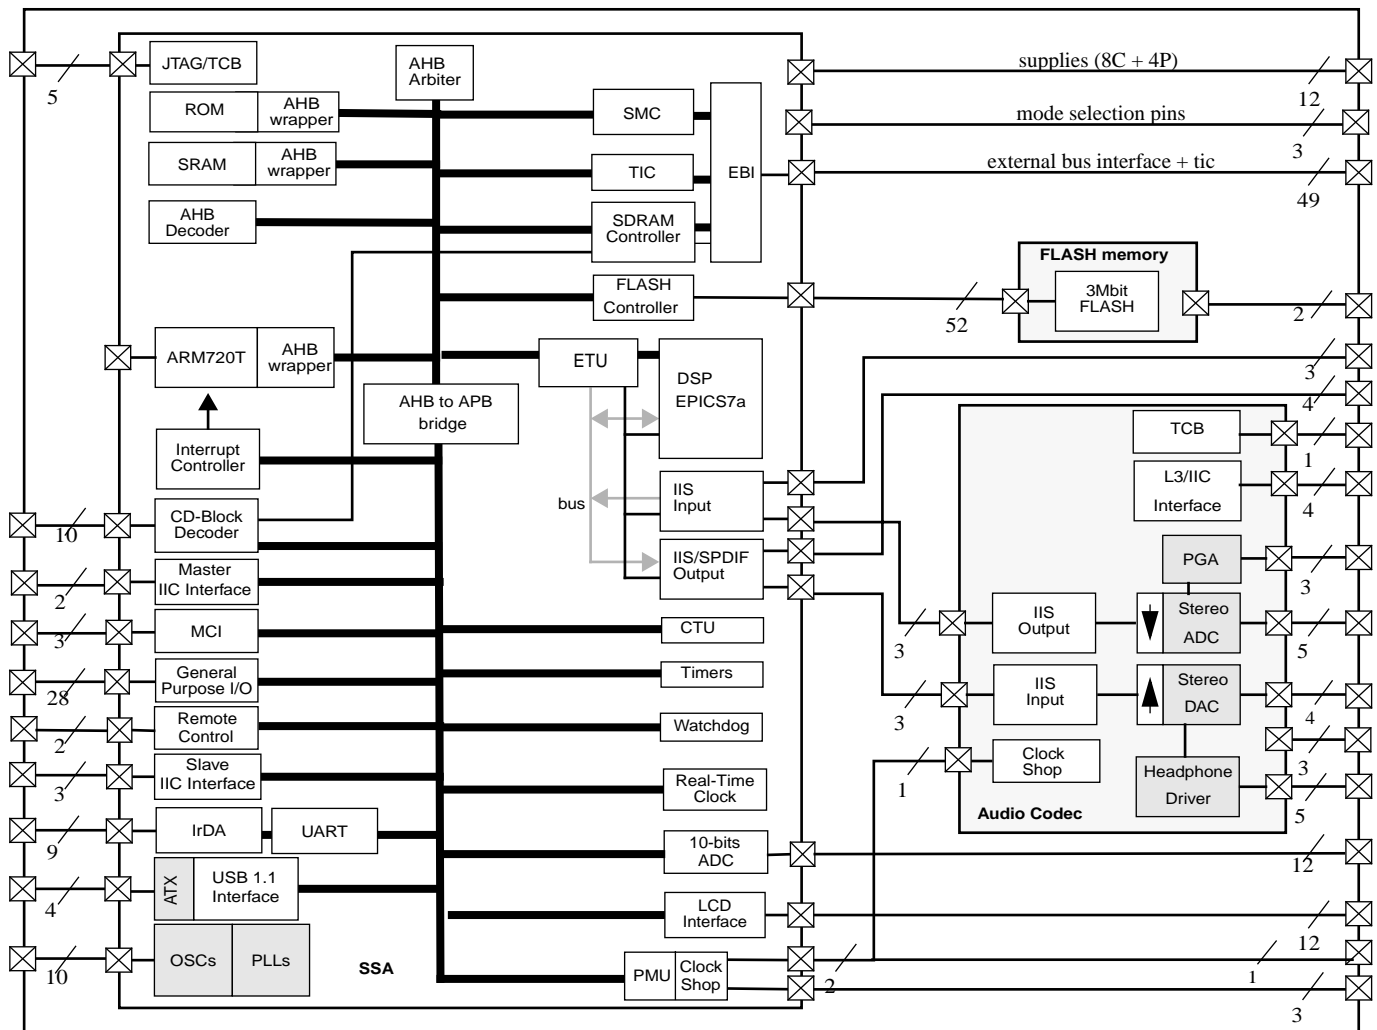 JTAG/TCB
5
AHB
Arbiter
supplies (8C + 4P)
12
ROM
AHB
wrapper
SMC
mode selection pins
3
SRAM
AHB
wrapper
TIC
EBI
external bus interface + tic
49
AHB
Decoder
SDRAM
Controller
FLASH memory
FLASH
Controller
52
3Mbit
FLASH
2
ARM720T
AHB
wrapper
ETU
DSP
EPICS7a
3
4
AHB to APB
bridge
TCB
1
Interrupt
Controller
L3/IIC
Interface
4
bus
IIS
Input
10
CD-Block
Decoder
IIS/SPDIF
Output
PGA
3
2
Master
IIC Interface
3
MCI
CTU
3
IIS
Output
Stereo
ADC
5
28
General
Purpose I/O
Timers
3
IIS
Input
Stereo
DAC
4
2
Remote
Control
Watchdog
3
3
Slave
IIC Interface
Real-Time
Clock
1
Clock
Shop
Headphone
Driver
5
Audio Codec
9
IrDA
UART
10-bits
ADC
12
4
ATX
USB 1.1
Interface
LCD
Interface
12
10
OSCs
PLLs
SSA
PMU
Clock
Shop
2
1
3